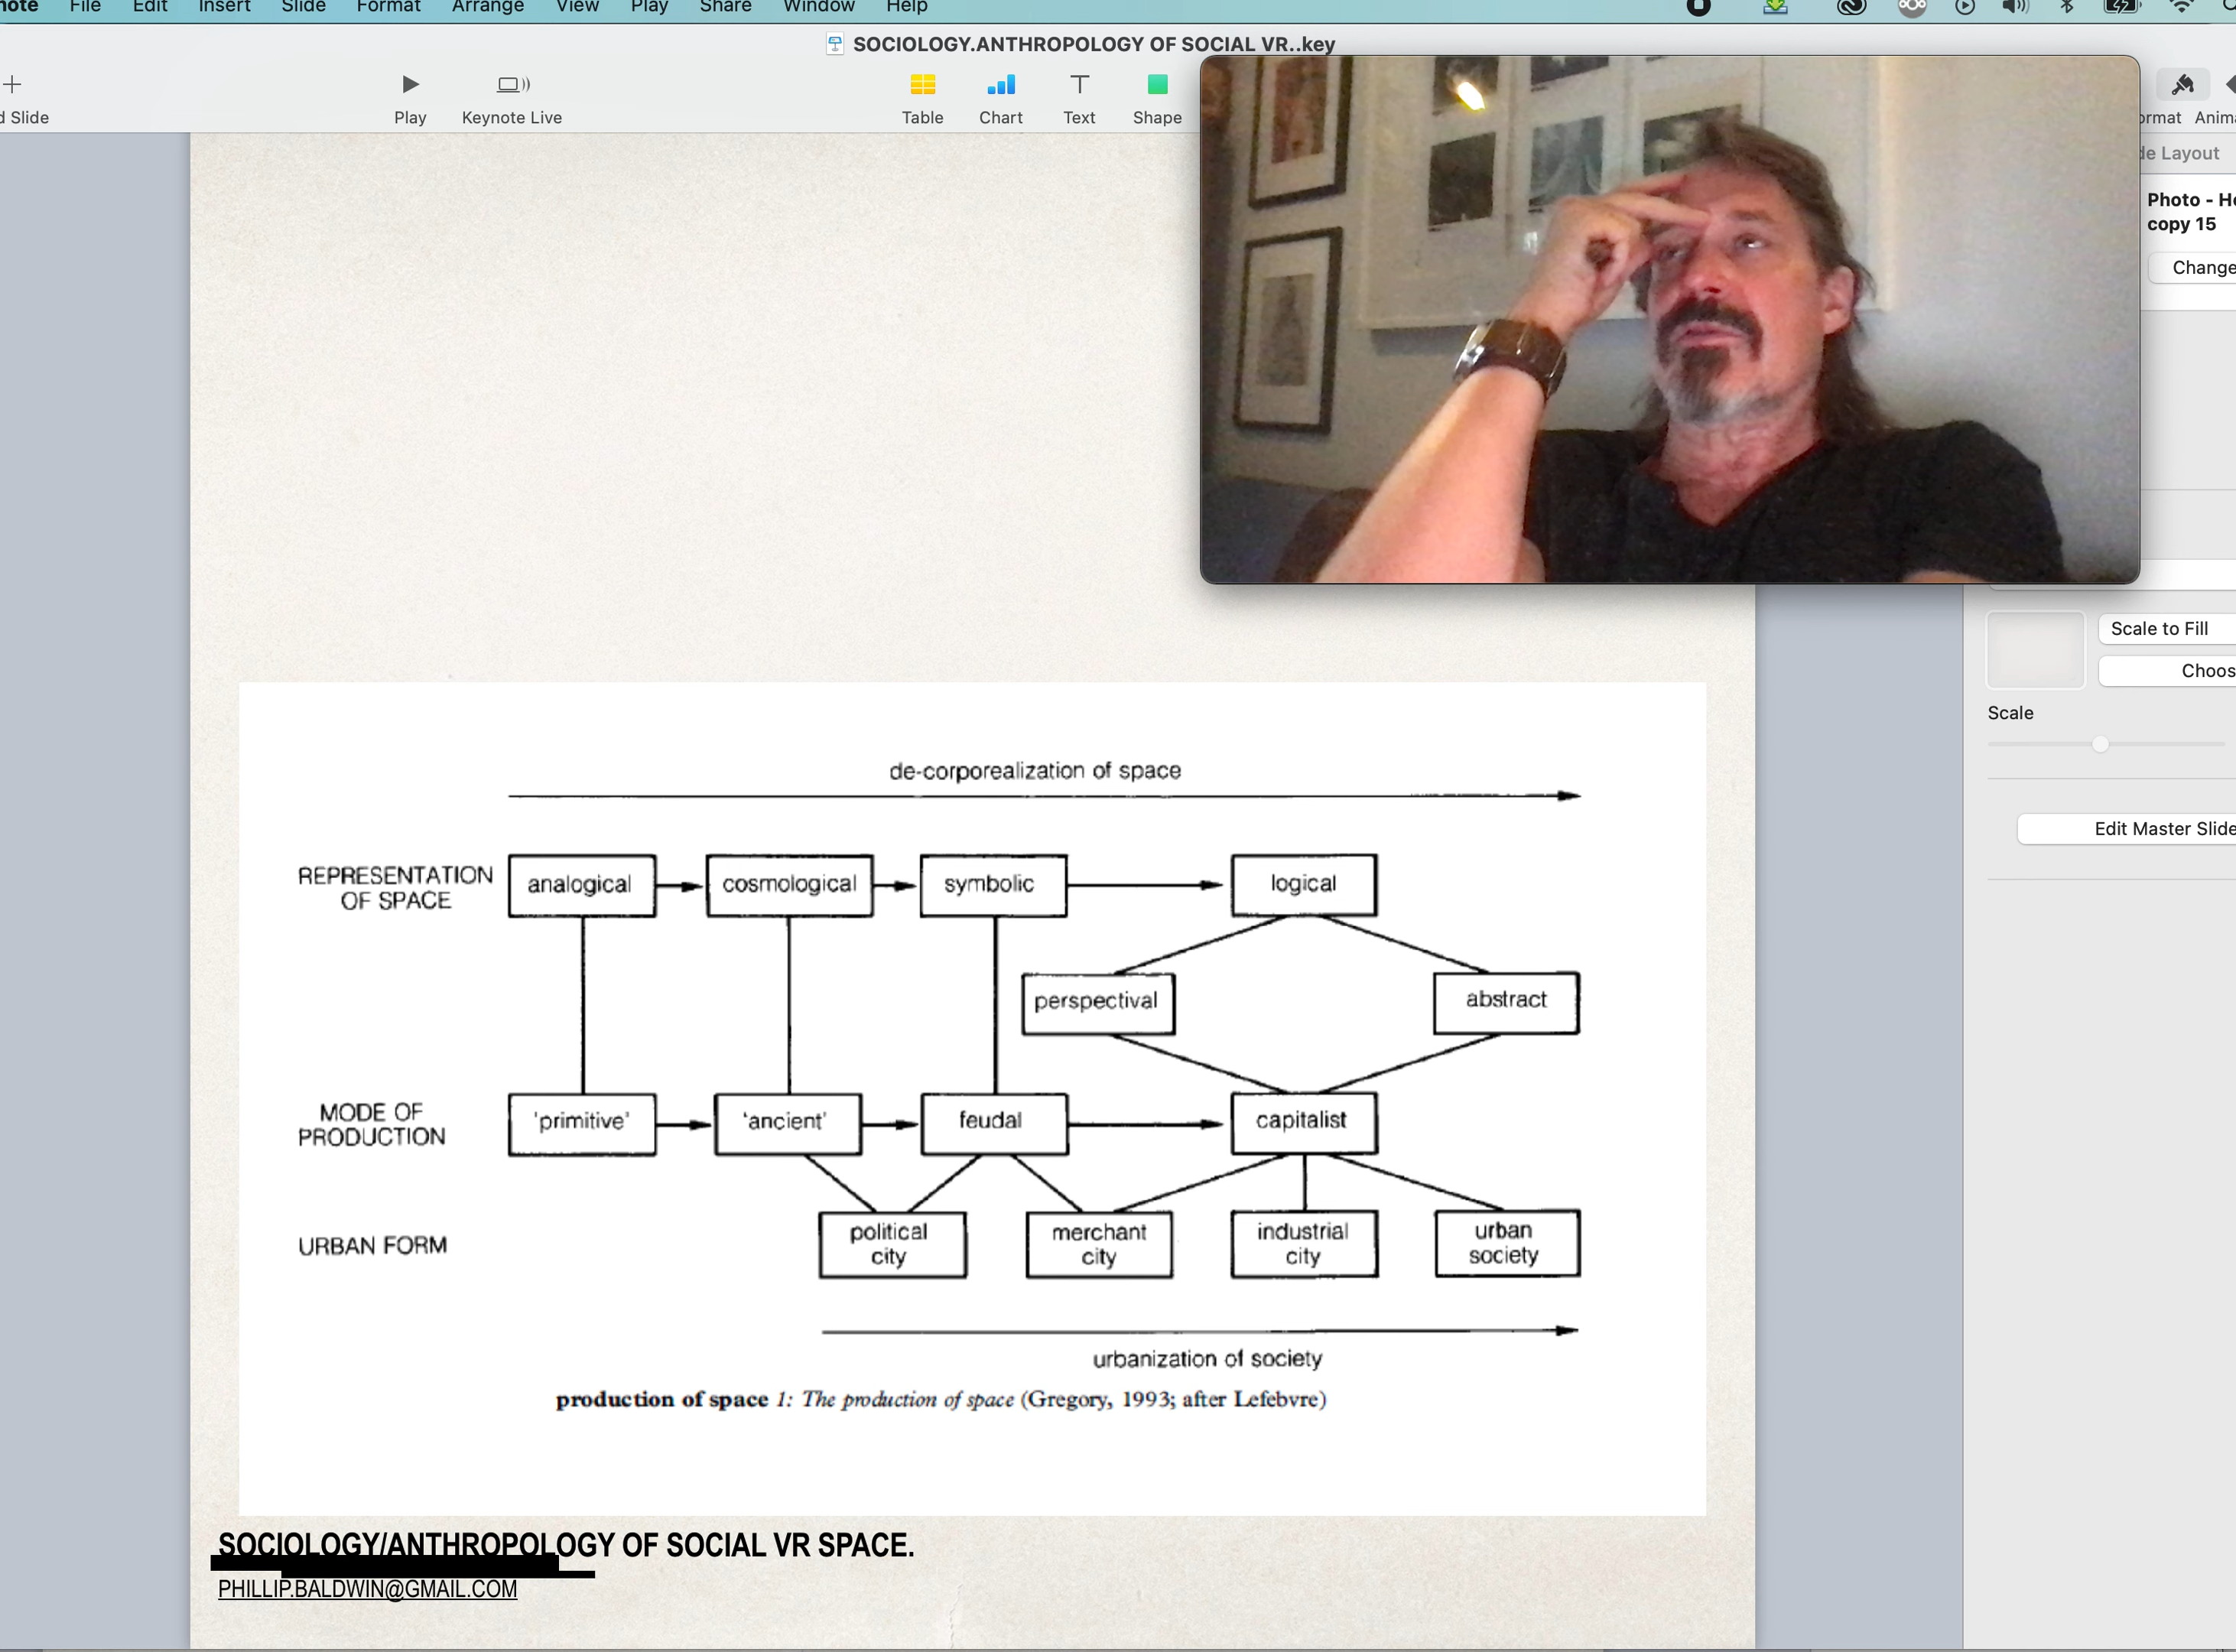 File Edit Insert Slide Format Arrange View Play Share Window Help
SOCIOLOGY.ANTHROPOLOGY OF SOCIAL VR..key
Slide
Play
Keynote Live
Table
Chart
Text
Shape
Layout
Photo -
copy 15
Change
Scale to Fill
Scale
Edit Master Slide
de-corporealization of space
REPRESENTATION
OF SPACE
analogical
cosmological
symbolic
logical
perspectival
abstract
MODE OF
PRODUCTION
'primitive'
'ancient'
feudal
capitalist
URBAN FORM
political
city
merchant
city
industrial
city
urban
society
urbanization of society
production of space 1: The production of space (Gregory, 1993; after Lefebvre)
SOCIOLOGY/ANTHROPOLOGY OF SOCIAL VR SPACE.
PHILLIP.BALDWIN@GMAIL.COM